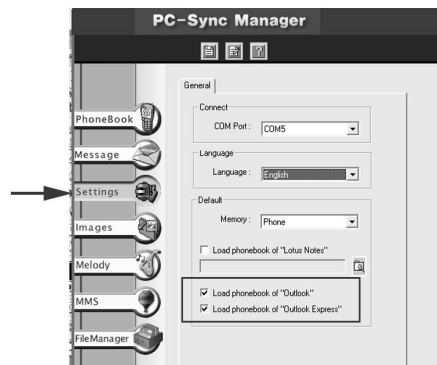 PC-Sync Manager
General
Connect
COM Port :
COM5
Language
Language :
English
Default
Memory :
Phone
Load phonebook of "Lotus Notes"
Load phonebook of "Outlook"
Load phonebook of "Outlook Express"
PhoneBook
Message
Settings
Images
Melody
MMS
FileManager